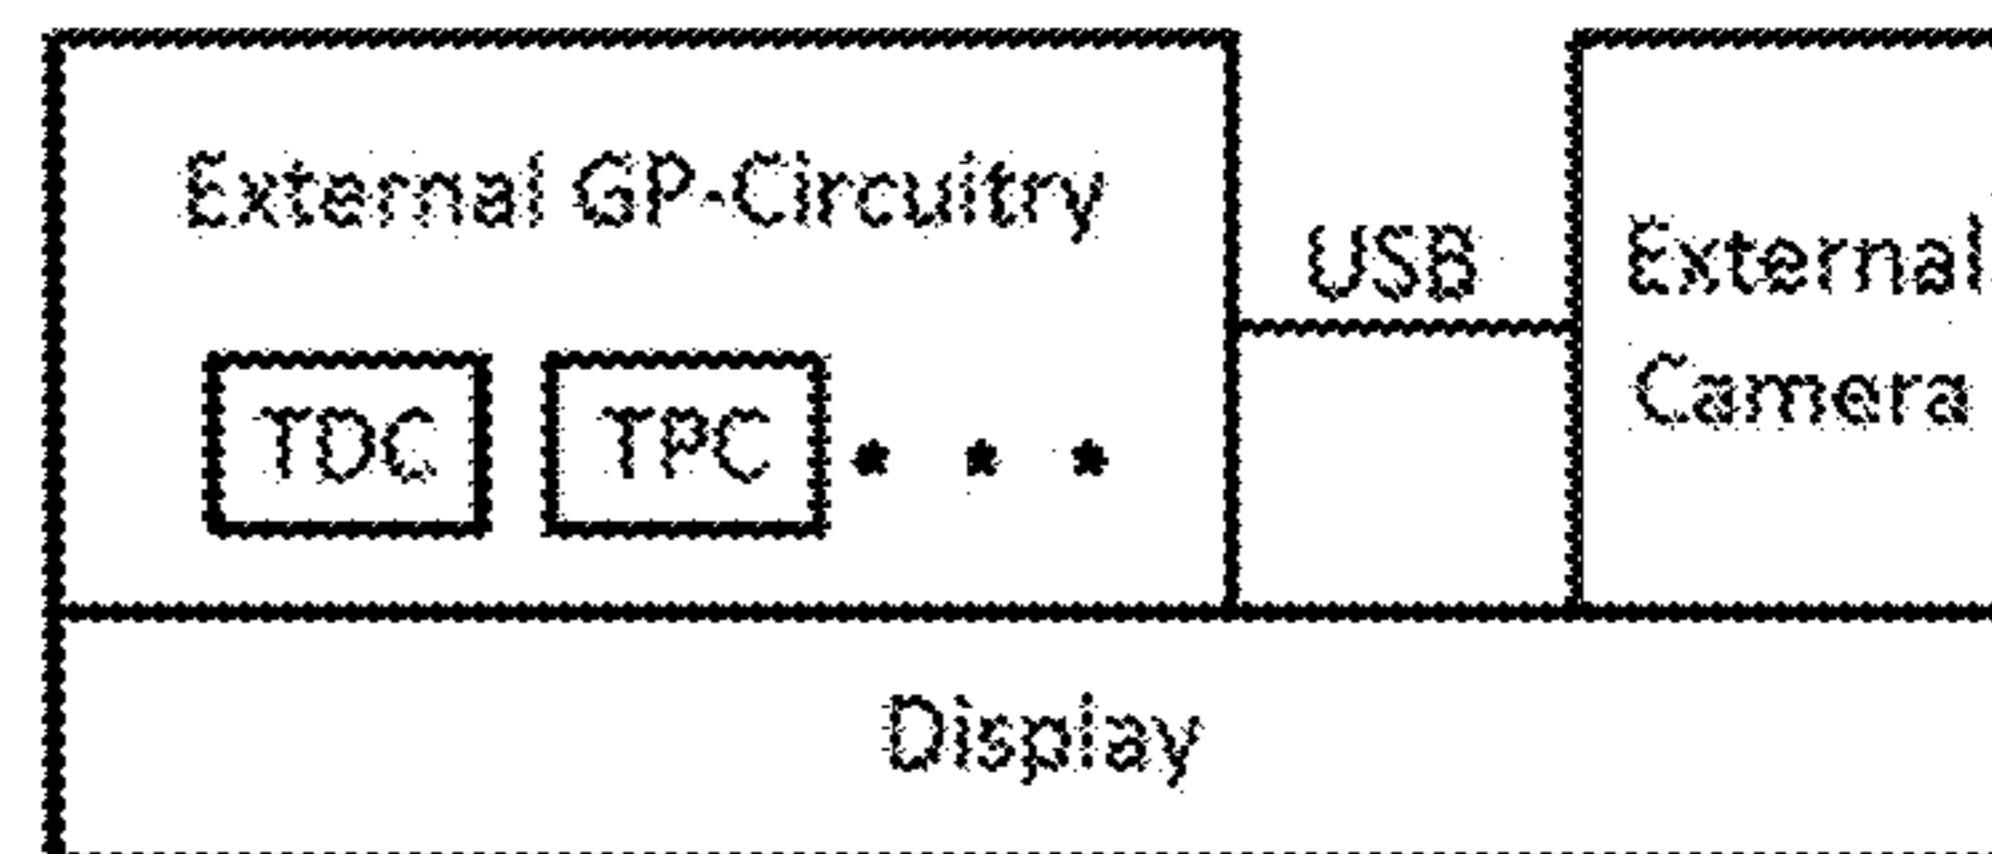 External GP-Circuitry
USB
External
Camera
TDC TPC
Display